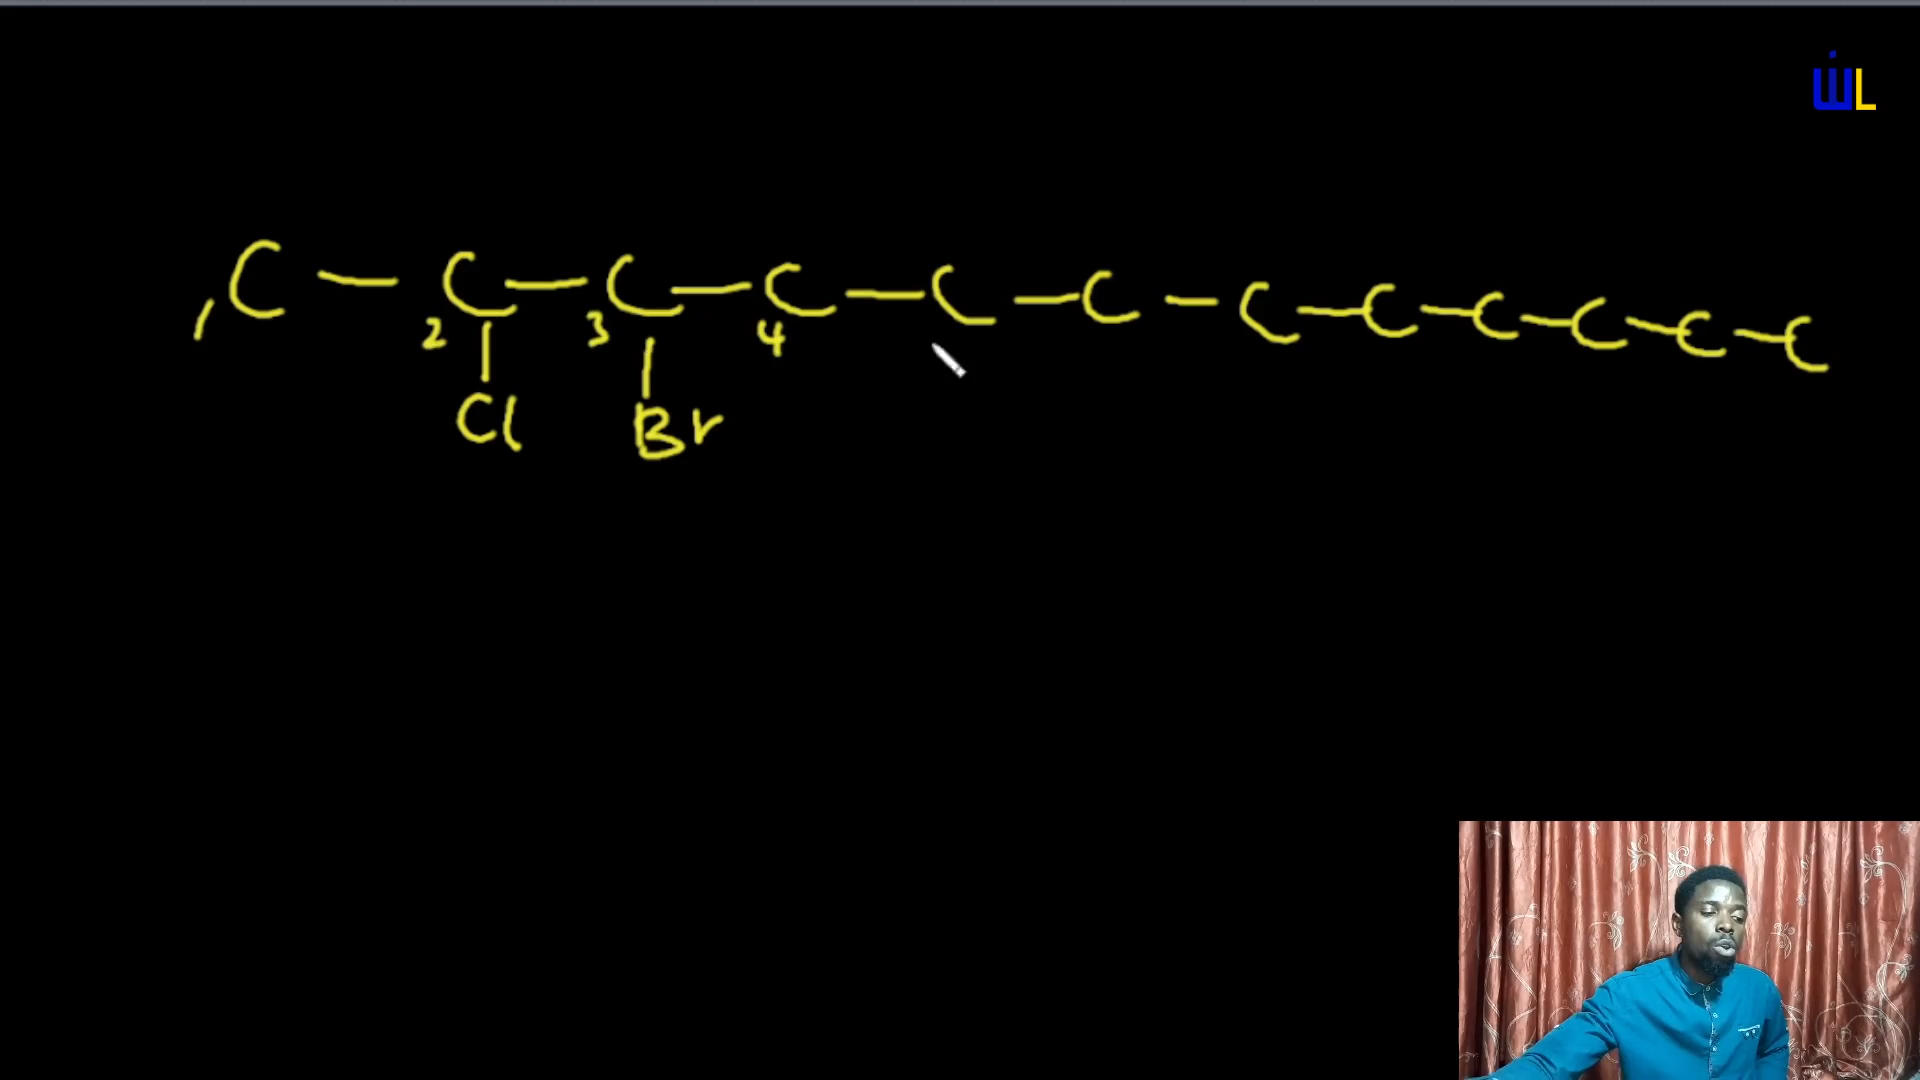 WL
C — C — C — C — C — C — C — C — C — C — C — C
1 2 3 4
Cl Br